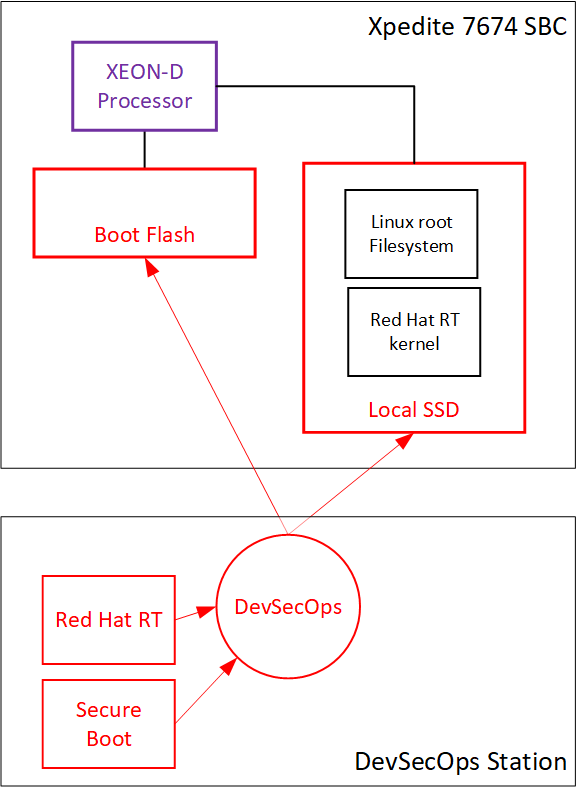 Xpedite 7674 SBC
XEON-D
Processor
Boot Flash
Linux root
Filesystem
Red Hat RT
kernel
Local SSD
DevSecOps
Red Hat RT
Secure
Boot
DevSecOps Station